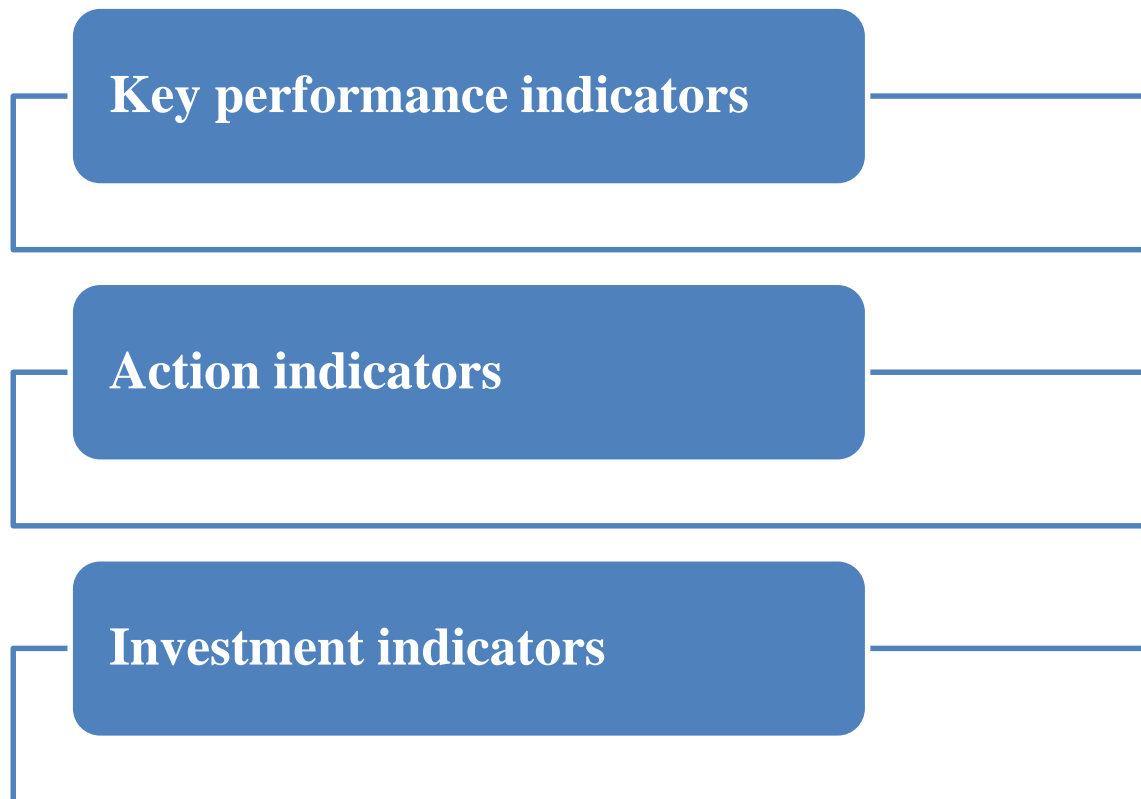 Key performance indicators
Action indicators
Investment indicators